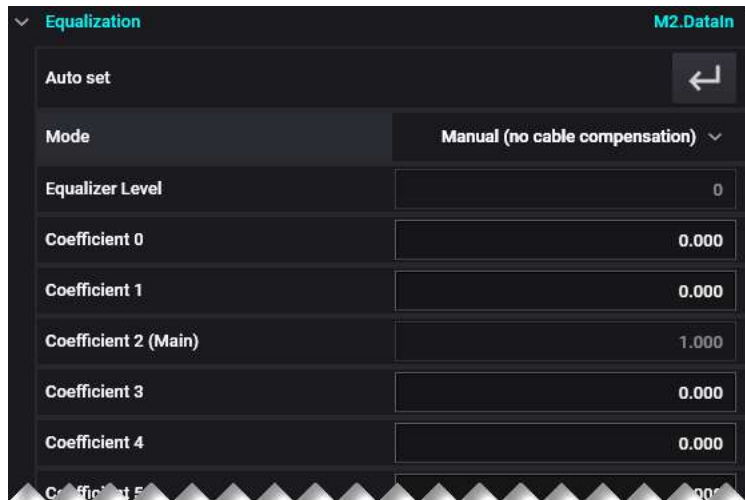 Equalization M2.DataIn
Auto set
Mode Manual (no cable compensation)
Equalizer Level 0
Coefficient 0 0.000
Coefficient 1 0.000
Coefficient 2 (Main) 1.000
Coefficient 3 0.000
Coefficient 4 0.000